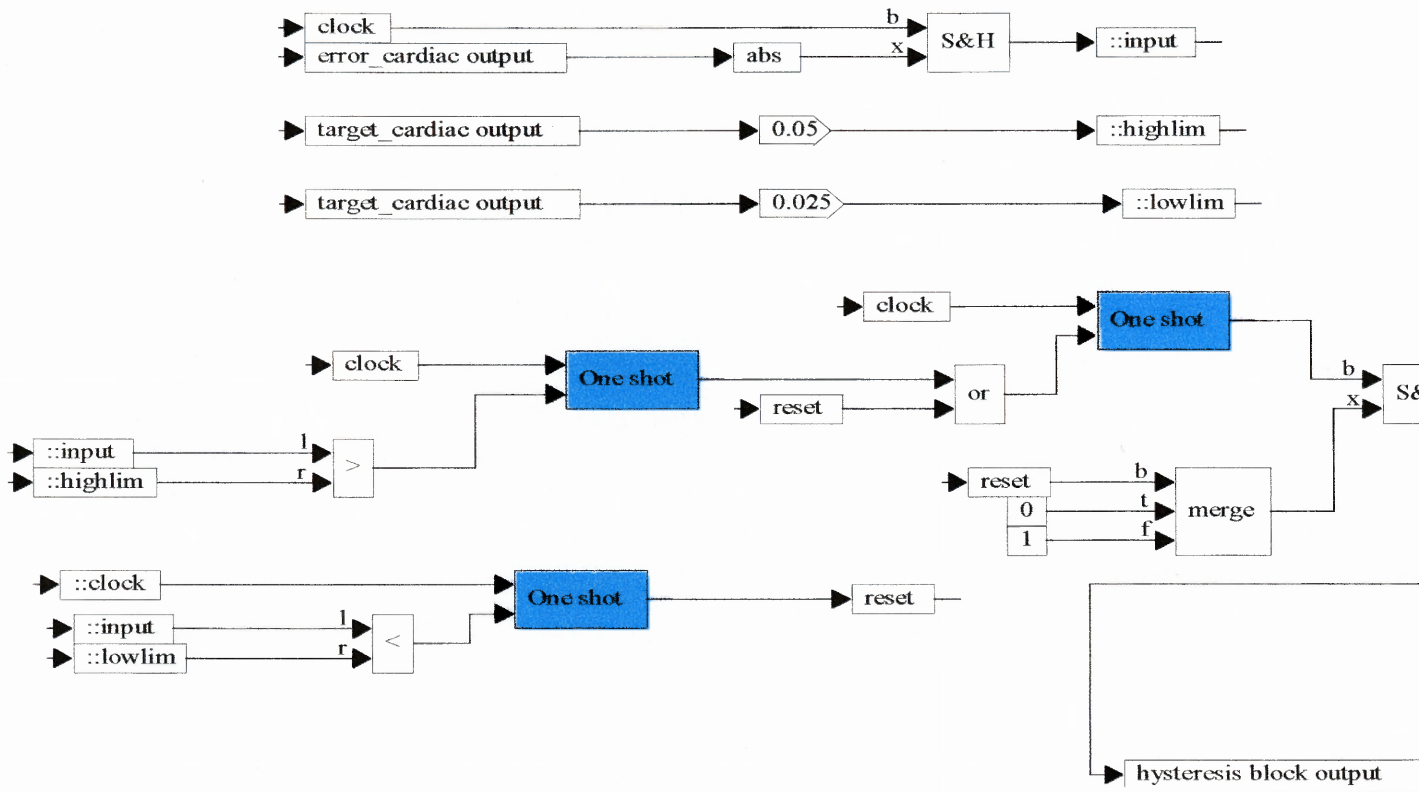 clock
b
S&H
::input
error_cardiac output
abs
x
target_cardiac output
0.05
::highlim
target_cardiac output
0.025
::lowlim
clock
One shot
clock
One shot
or
reset
b
x
S&
::input
l
>
::highlim
r
reset
b
0
t
merge
1
f
::clock
One shot
reset
::input
l
<
::lowlim
r
hysteresis block output